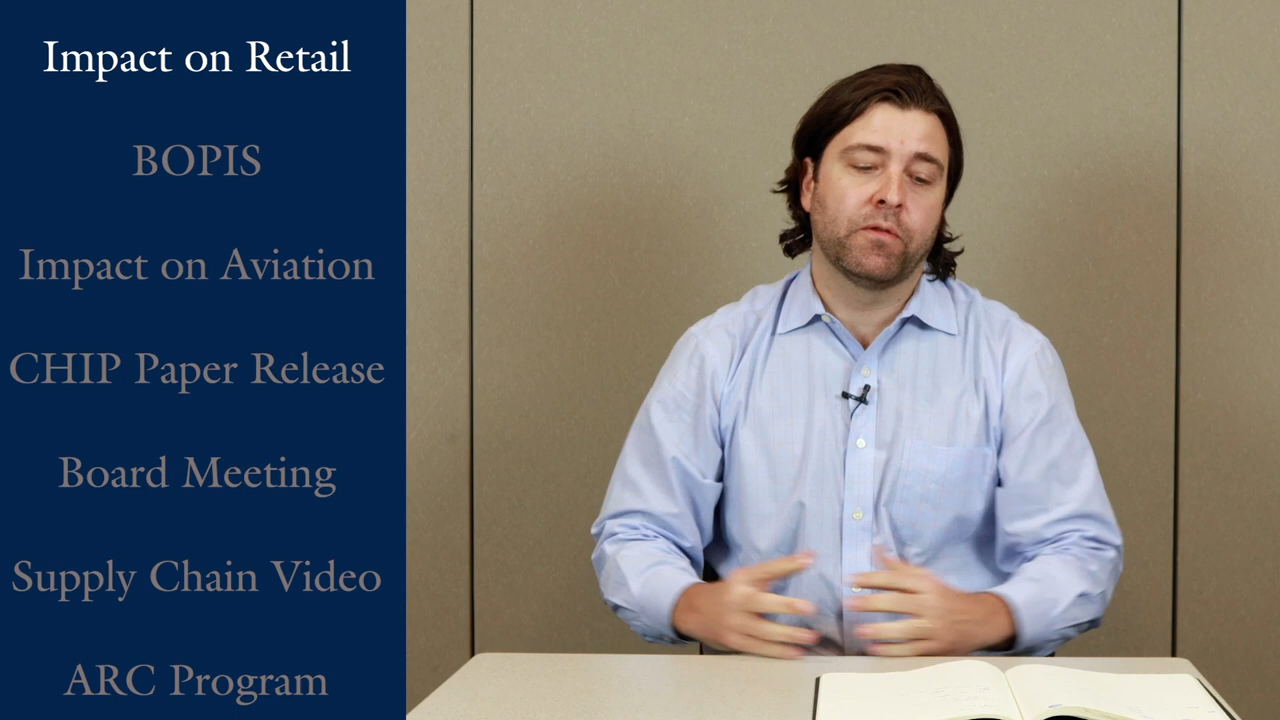 Impact on Retail
BOPIS
Impact on Aviation
CHIP Paper Release
Board Meeting
Supply Chain Video
ARC Program